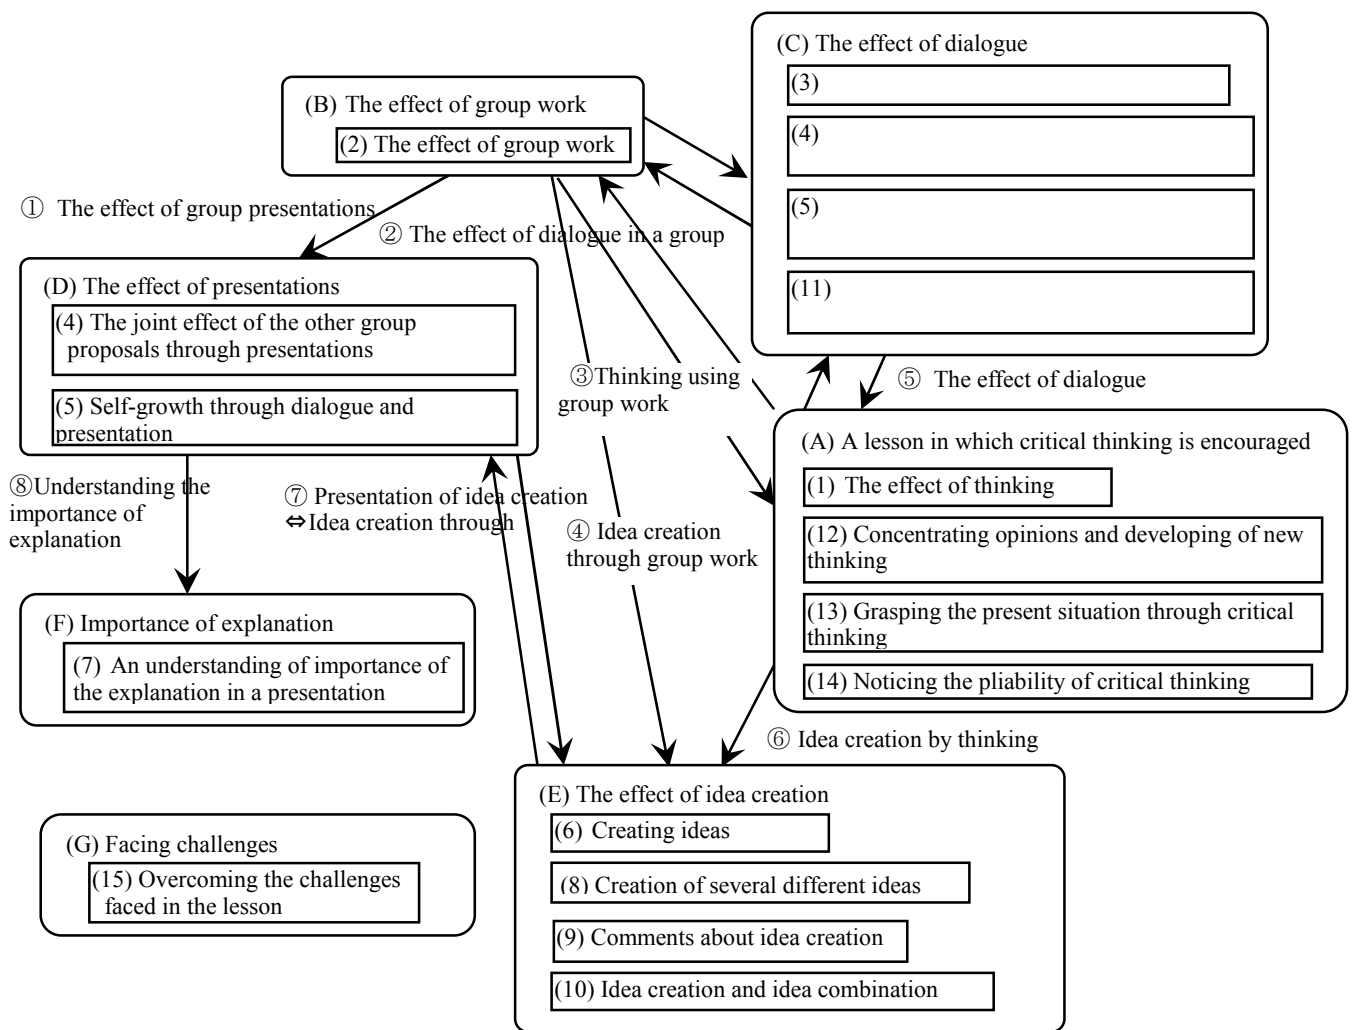 (C) The effect of dialogue
(3)
(4)
(5)
(11)
(B) The effect of group work
(2) The effect of group work
① The effect of group presentations
② The effect of dialogue in a group
(D) The effect of presentations
(4) The joint effect of the other group
proposals through presentations
(5) Self-growth through dialogue and
presentation
③Thinking using
group work
⑤ The effect of dialogue
(A) A lesson in which critical thinking is encouraged
(1) The effect of thinking
(12) Concentrating opinions and developing of new
thinking
(13) Grasping the present situation through critical
thinking
(14) Noticing the pliability of critical thinking
⑧Understanding the
importance of
explanation
⑦ Presentation of idea creation
⇔Idea creation through
④ Idea creation
through group work
(F) Importance of explanation
(7) An understanding of importance of
the explanation in a presentation
⑥ Idea creation by thinking
(E) The effect of idea creation
(6) Creating ideas
(8) Creation of several different ideas
(9) Comments about idea creation
(10) Idea creation and idea combination
(G) Facing challenges
(15) Overcoming the challenges
faced in the lesson